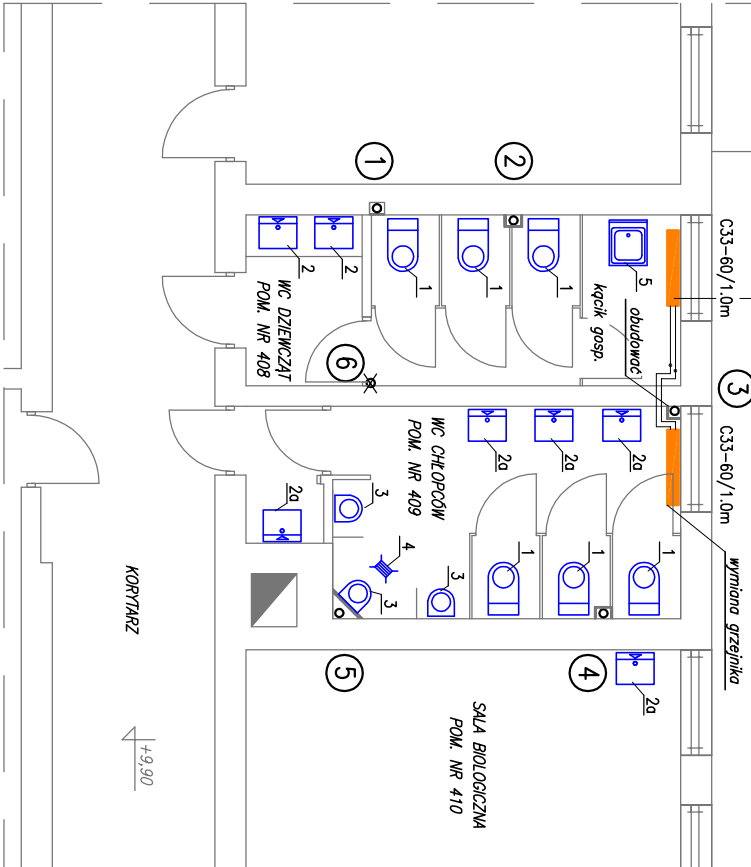 C33-60/1.0m
3
C33-60/1.0m
wymiana grzejnika
5
obudować
kącik gosp.
2a
1
2a
4
2
1
2a
1
1
2a
1
SALA BIOLOGICZNA
POM. NR 410
1
WC CHŁOPCÓW
POM. NR 409
3
4
1
3
3
6
5
2
2
WC DZIEWCZĄT
POM. NR 408
2a
KORYTARZ
+9,90